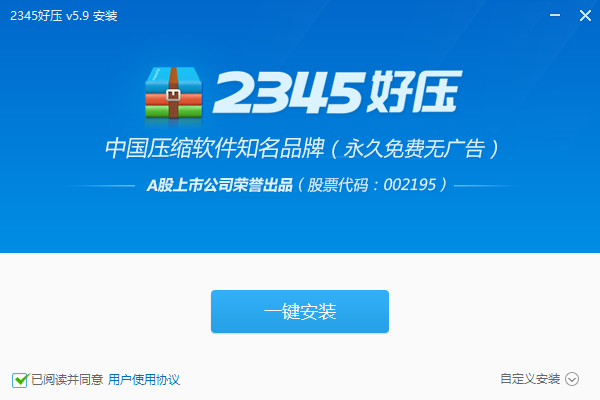 2345好压 v5.9 安装
2345好压
中国压缩软件知名品牌（永久免费无广告）
A股上市公司荣誉出品（股票代码：002195）
一键安装
已阅读并同意 用户使用协议
自定义安装